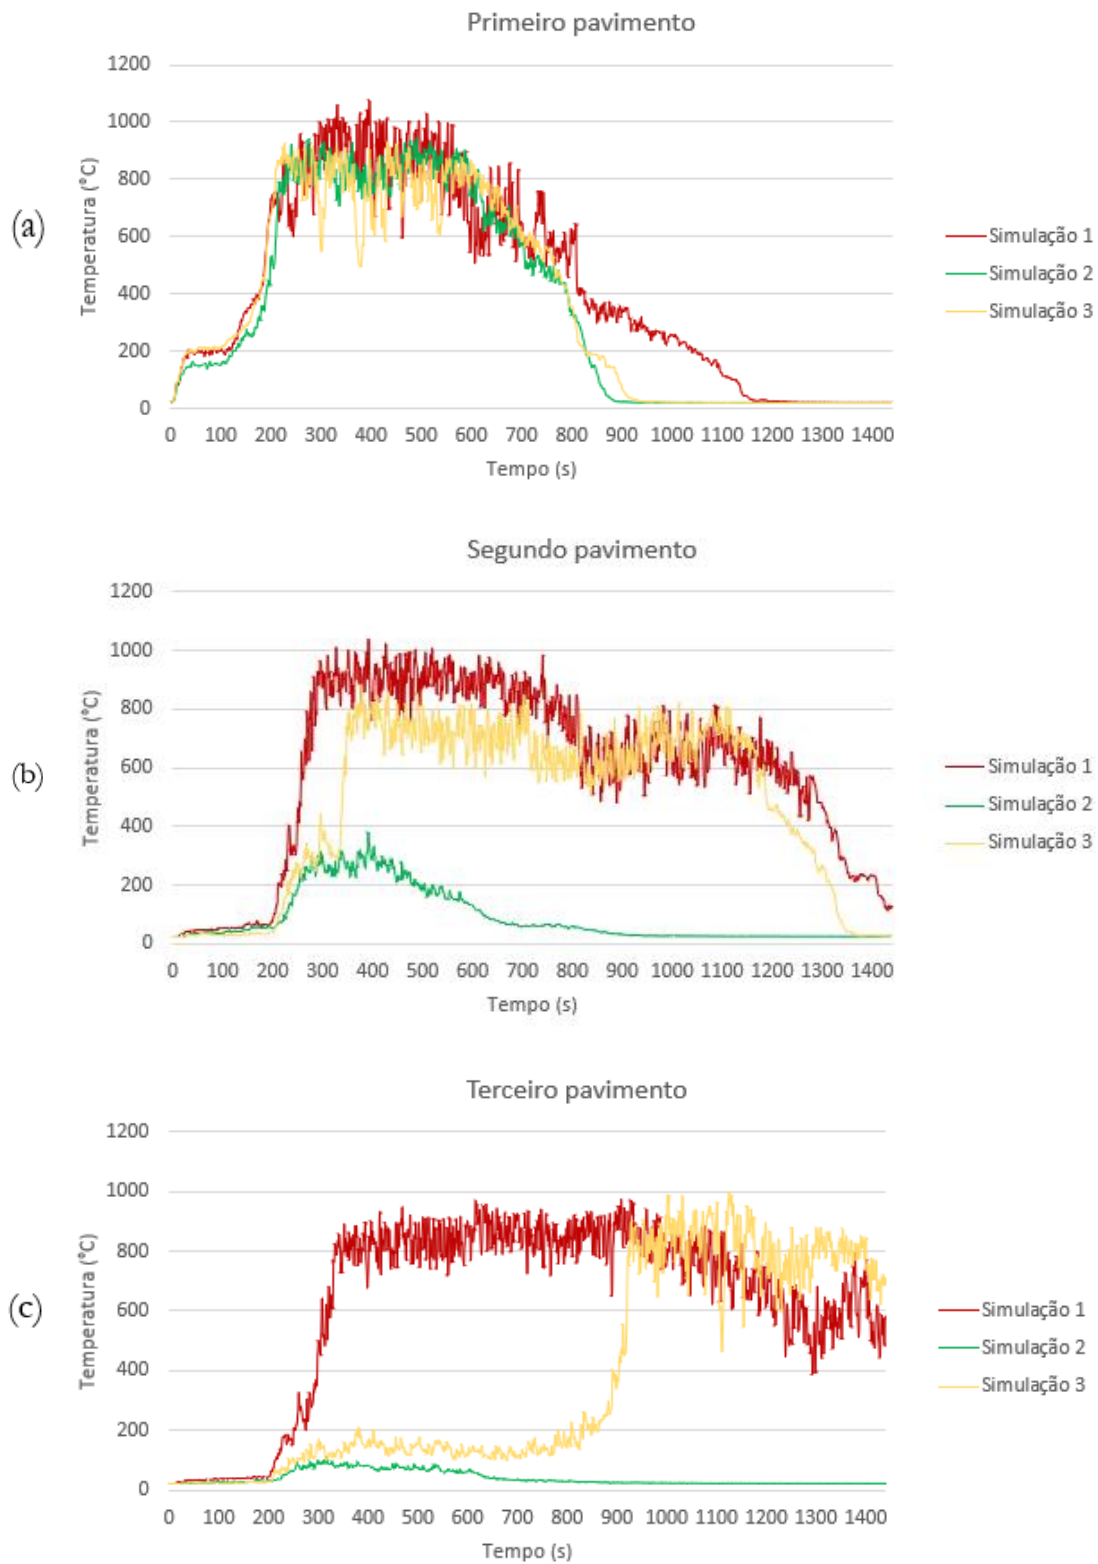 Primeiro pavimento
1200
1000
800
600
400
200
0
Temperatura (°C)
0 100 200 300 400 500 600 700 800 900 1000 1100 1200 1300 1400
Tempo (s)
(a)
Simulação 1
Simulação 2
Simulação 3
Segundo pavimento
1200
1000
800
600
400
200
0
Temperatura (°C)
0 100 200 300 400 500 600 700 800 900 1000 1100 1200 1300 1400
Tempo (s)
(b)
Simulação 1
Simulação 2
Simulação 3
Terceiro pavimento
1200
1000
800
600
400
200
0
Temperatura (°C)
0 100 200 300 400 500 600 700 800 900 1000 1100 1200 1300 1400
Tempo (s)
(c)
Simulação 1
Simulação 2
Simulação 3